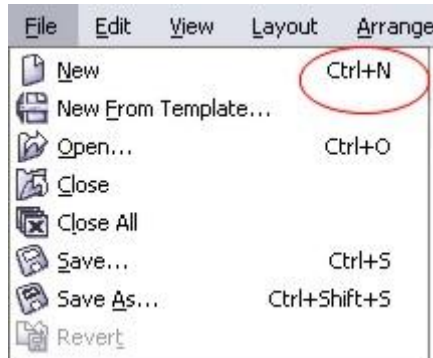 File Edit View Layout Arrange
New Ctrl+N
New From Template...
Open... Ctrl+O
Close
Close All
Save... Ctrl+S
Save As... Ctrl+Shift+S
Revert